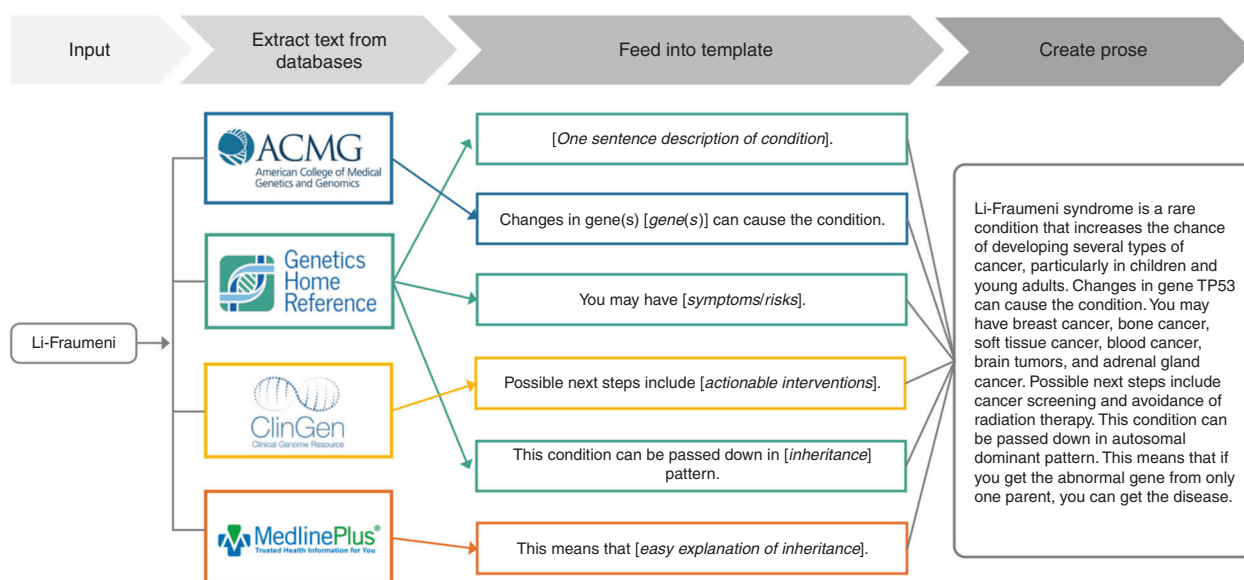 Input
Extract text from
databases
Feed into template
Create prose
ACMG
American College of Medical
Genetics and Genomics
Genetics
Home
Reference
Li-Fraumeni
ClinGen
Clinical Genome Resource
MedlinePlus®
Trusted Health Information for You
[One sentence description of condition].
Changes in gene(s) [gene(s)] can cause the condition.
You may have [symptoms/risks].
Possible next steps include [actionable interventions].
This condition can be passed down in [inheritance]
pattern.
This means that [easy explanation of inheritance].
Li-Fraumeni syndrome is a rare
condition that increases the chance
of developing several types of
cancer, particularly in children and
young adults. Changes in gene TP53
can cause the condition. You may
have breast cancer, bone cancer,
soft tissue cancer, blood cancer,
brain tumors, and adrenal gland
cancer. Possible next steps include
cancer screening and avoidance of
radiation therapy. This condition can
be passed down in autosomal
dominant pattern. This means that if
you get the abnormal gene from only
one parent, you can get the disease.